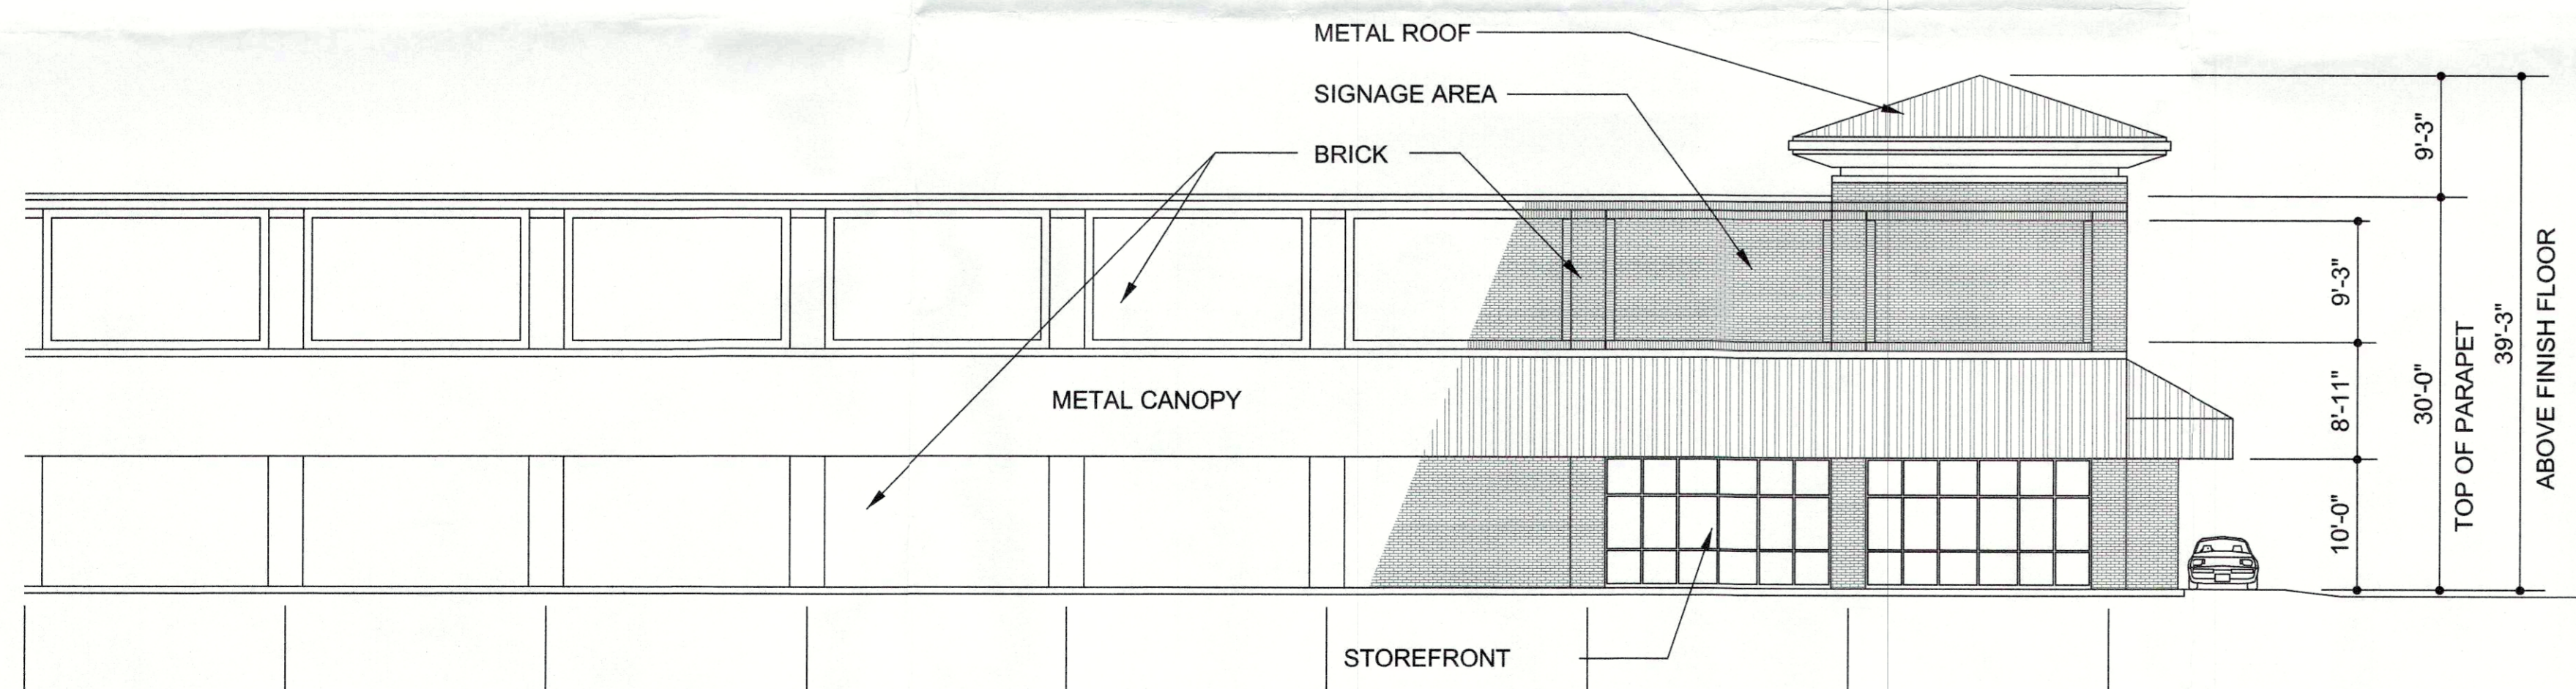 METAL ROOF
SIGNAGE AREA
BRICK
METAL CANOPY
STOREFRONT
9'-3"
9'-3"
8'-11"
10'-0"
30'-0"
TOP OF PARAPET
39'-3"
ABOVE FINISH FLOOR